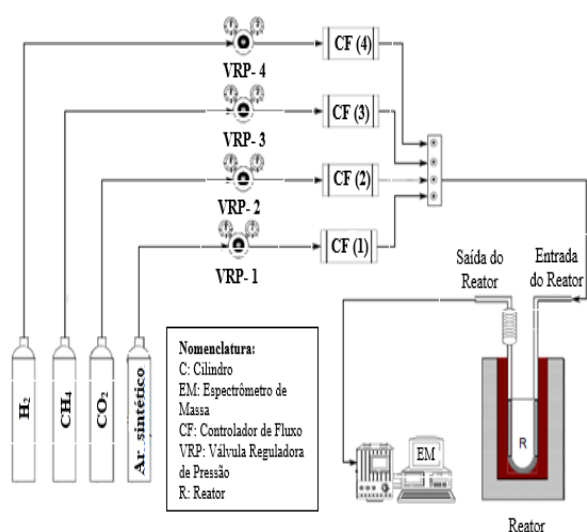 VRP- 4
CF (4)
VRP- 3
CF (3)
VRP- 2
CF (2)
VRP- 1
CF (1)
Saída do
Reator
Entrada
do Reator
H₂
CH₄
CO₂
Ar sintético
Nomenclatura:
C: Cilindro
EM: Espectrômetro de
Massa
CF: Controlador de Fluxo
VRP: Válvula Reguladora
de Pressão
R: Reator
EM
R
Reator